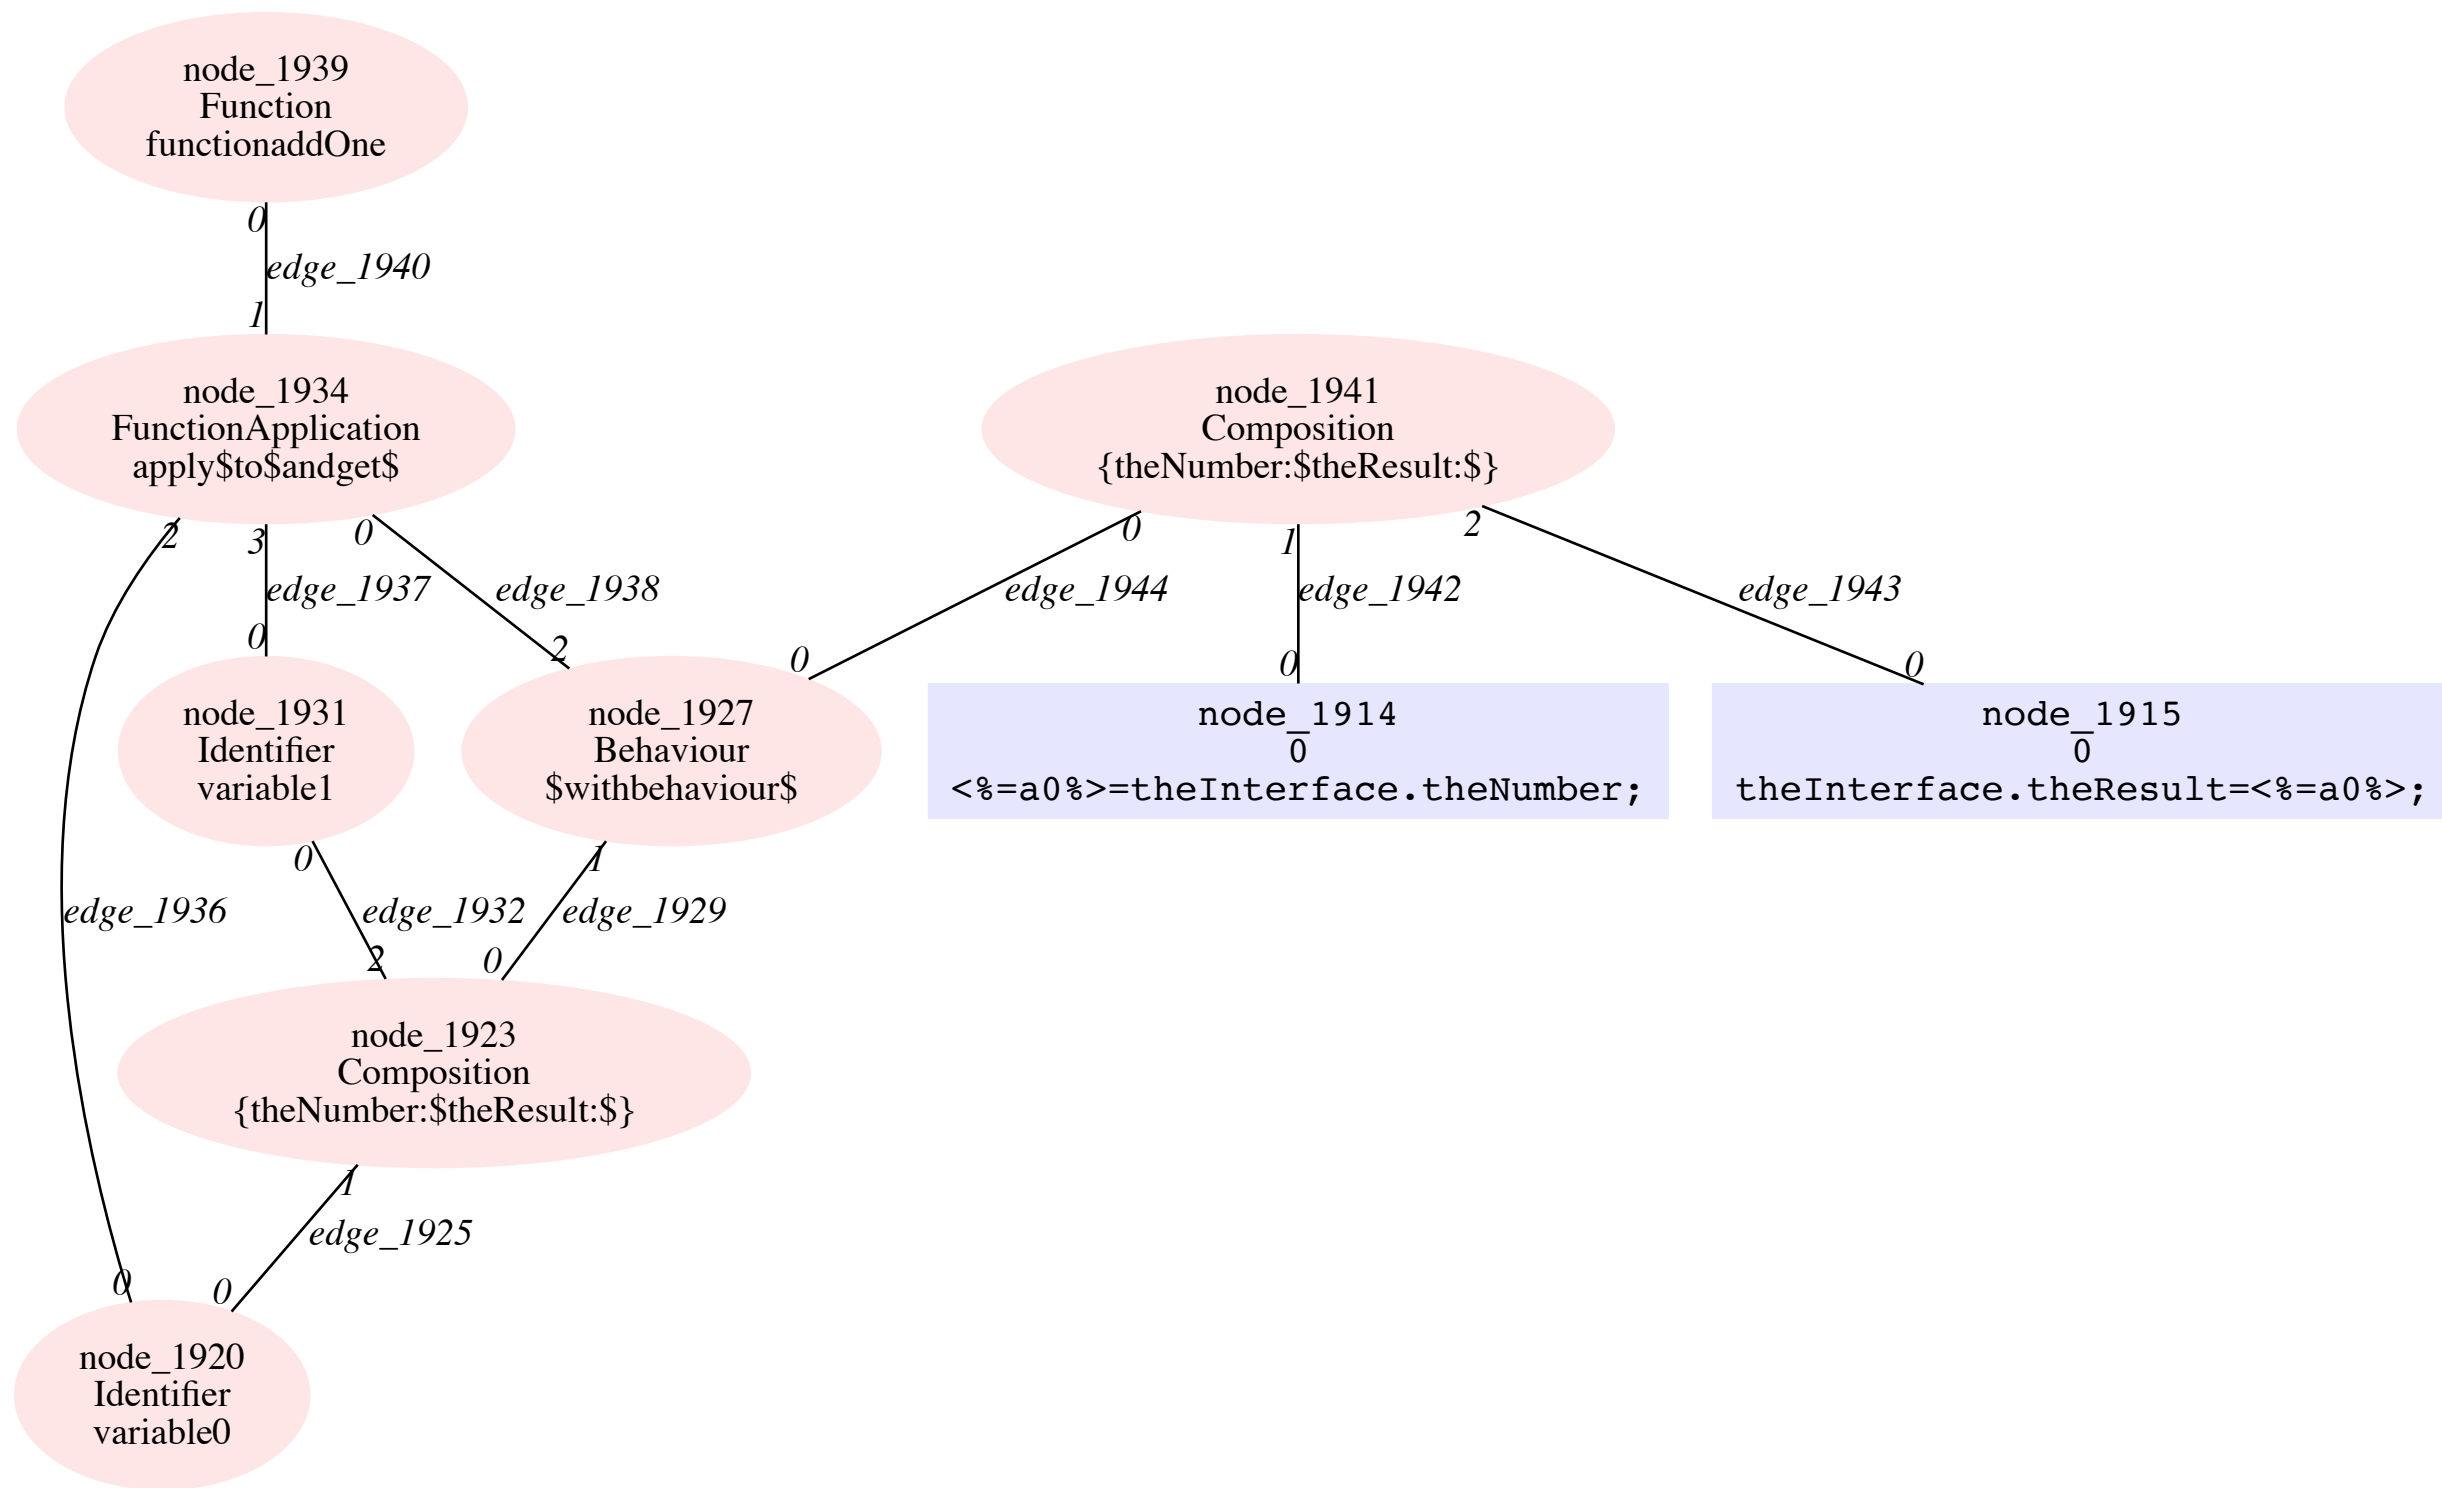 node_1939
Function
functionaddOne
0
edge_1940
1
node_1934
FunctionApplication
apply$to$andget$
node_1941
Composition
{theNumber:$theResult:$}
2
3
0
0
1
2
edge_1937
edge_1938
edge_1944
edge_1942
edge_1943
0
2
0
0
0
node_1931
Identifier
variable1
node_1927
Behaviour
$withbehaviour$
node_1914
0
<%=a0%>=theInterface.theNumber;
node_1915
0
theInterface.theResult=<%=a0%>;
0
1
edge_1936
edge_1932
edge_1929
2
0
node_1923
Composition
{theNumber:$theResult:$}
1
edge_1925
0
0
node_1920
Identifier
variable0